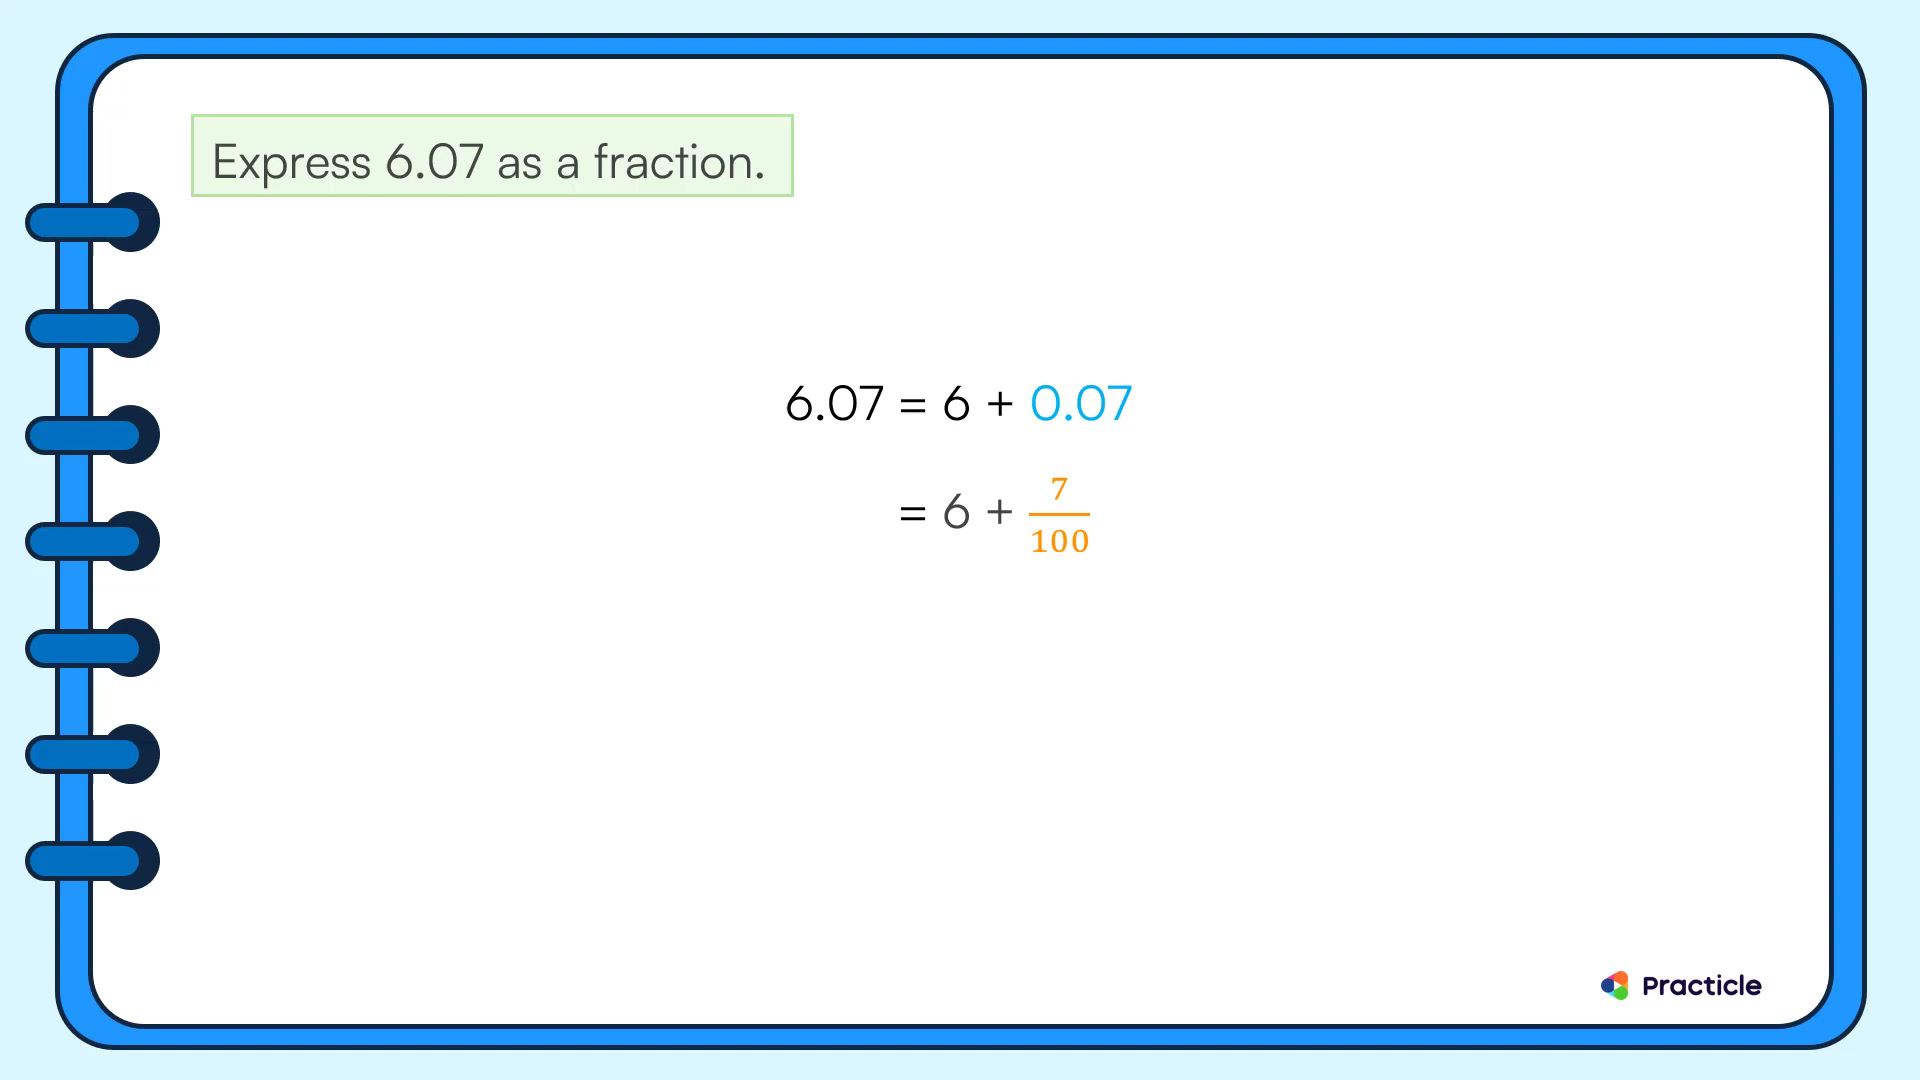 Express 6.07 as a fraction.
6.07 = 6 + 0.07
= 6 + 7/100
Practicle